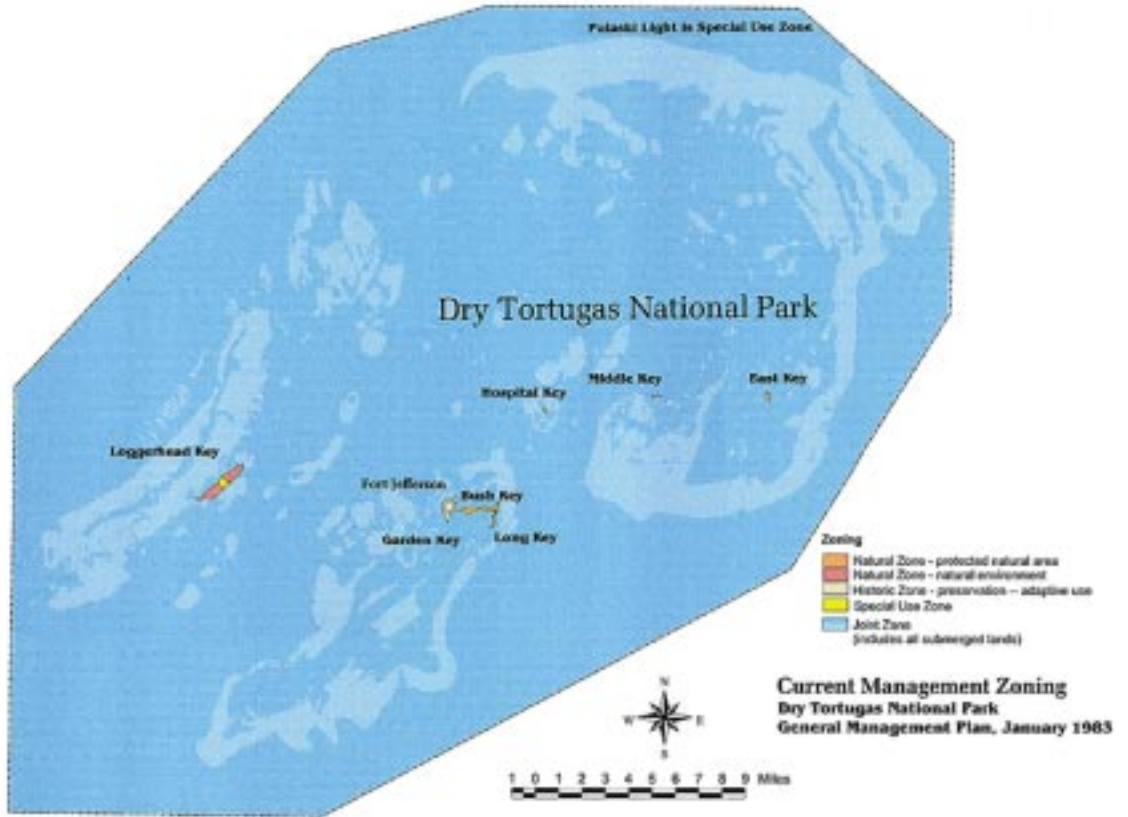 Pulaski Light is Special Use Zone
Dry Tortugas National Park
Hospital Key
Middle Key
East Key
Loggerhead Key
Fort Jefferson
Bush Key
Garden Key
Long Key
Zoning
Natural Zone - protected natural area
Natural Zone - natural environment
Historic Zone - preservation - adaptive use
Special Use Zone
Joint Zone
(includes all submerged lands)
N
W E
S
Current Management Zoning
Dry Tortugas National Park
General Management Plan, January 1983
1 0 1 2 3 4 5 6 7 8 9 Miles